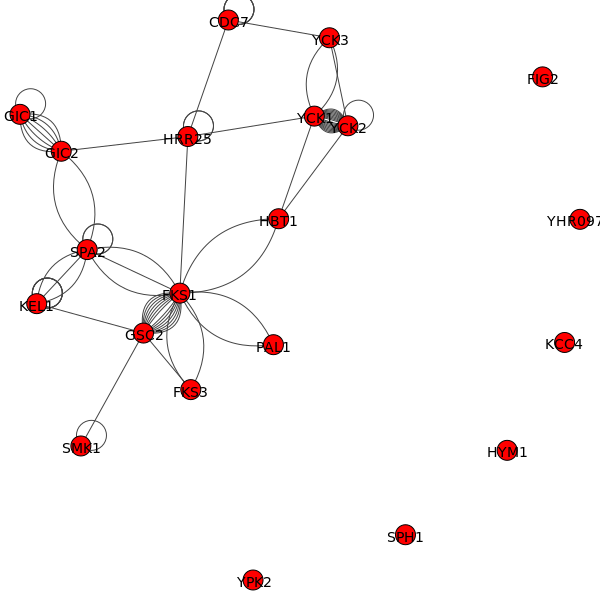 CDC7
YCK3
FIG2
GIC1
YCK1
YCK2
HRR25
GIC2
HBT1
YHR097
SPA2
FKS1
KEL1
GSC2
PAL1
KCC4
FKS3
SMK1
HYM1
SPH1
YPK2